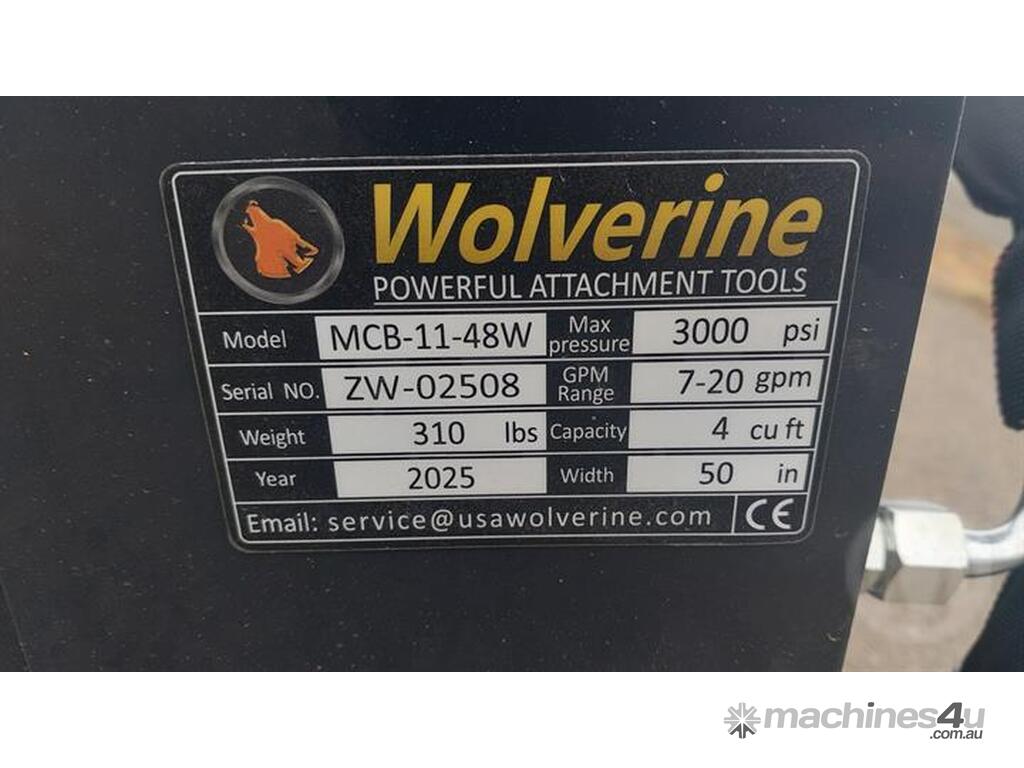 Wolverine
POWERFUL ATTACHMENT TOOLS
Model MCB-11-48W Max pressure 3000 psi
Serial NO. ZW-02508 GPM Range 7-20 gpm
Weight 310 lbs Capacity 4 cu ft
Year 2025 Width 50 in
Email: service@usawolverine.com CE
machines4u
.com.au